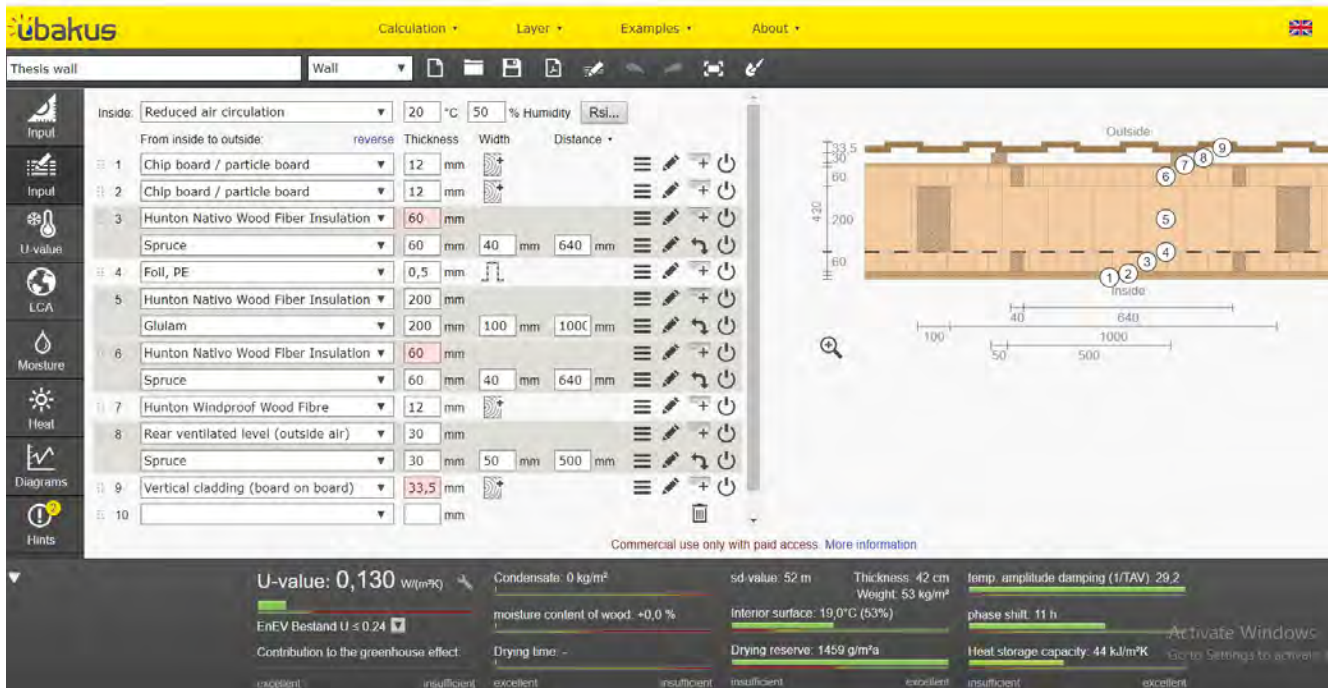 übakus
Calculation Layer Examples About
Thesis wall Wall
Input
Input
U-value
LCA
Moisture
Heat
Diagrams
Hints 2
Inside: Reduced air circulation 20 °C 50 % Humidity Rsi...
From inside to outside: reverse Thickness Width Distance
1 Chip board / particle board 12 mm
2 Chip board / particle board 12 mm
3 Hunton Nativo Wood Fiber Insulation 60 mm
Spruce 60 mm 40 mm 640 mm
4 Foil, PE 0,5 mm
5 Hunton Nativo Wood Fiber Insulation 200 mm
Glulam 200 mm 100 mm 1000 mm
6 Hunton Nativo Wood Fiber Insulation 60 mm
Spruce 60 mm 40 mm 640 mm
7 Hunton Windproof Wood Fibre 12 mm
8 Rear ventilated level (outside air) 30 mm
Spruce 30 mm 50 mm 500 mm
9 Vertical cladding (board on board) 33,5 mm
10 mm
Outside
33,5
30
60
420
200
60
9
8
7
6
5
4
3
2
1
Inside
40 640
100 1000
50 500
Commercial use only with paid access. More information
U-value: 0,130 W/(m²K)
EnEV Bestand U ≤ 0.24
Contribution to the greenhouse effect:
excellent insufficient
Condensate: 0 kg/m²
moisture content of wood: +0,0 %
Drying time: -
excellent insufficient
sd-value: 52 m Thickness: 42 cm
Weight: 53 kg/m²
Interior surface: 19,0°C (53%)
Drying reserve: 1459 g/m²a
insufficient excellent
temp. amplitude damping (1/TAV): 29,2
phase shift: 11 h
Heat storage capacity: 44 kJ/m²K
insufficient excellent
Activate Windows
Go to Settings to activate